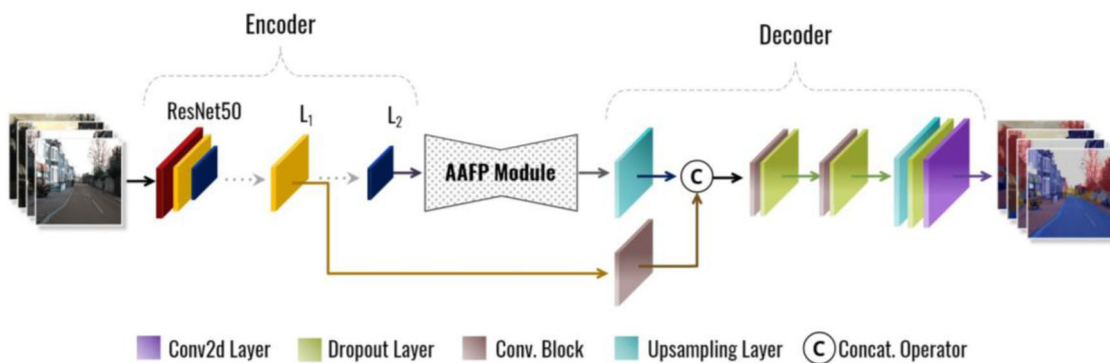 Encoder
Decoder
ResNet50
L1
L2
AAFP Module
C
Conv2d Layer
Dropout Layer
Conv. Block
Upsampling Layer
C Concat. Operator